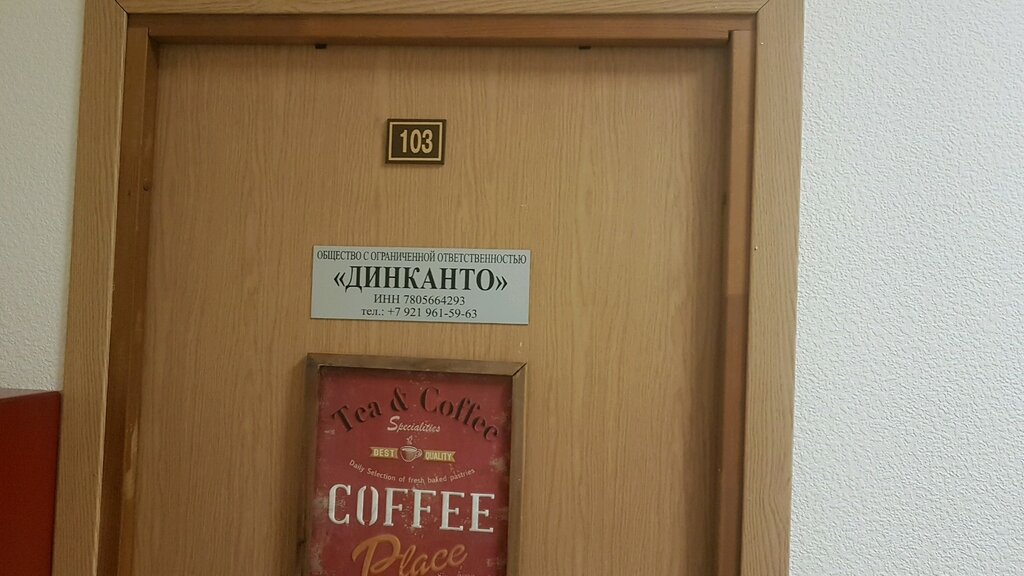 103
ОБЩЕСТВО С ОГРАНИЧЕННОЙ ОТВЕТСТВЕННОСТЬЮ
«ДИНКАНТО»
ИНН 7805664293
тел.: +7 921 961-59-63
Tea & Coffee
Specialities
BEST QUALITY
Daily Selection of fresh baked pastries
COFFEE
Place